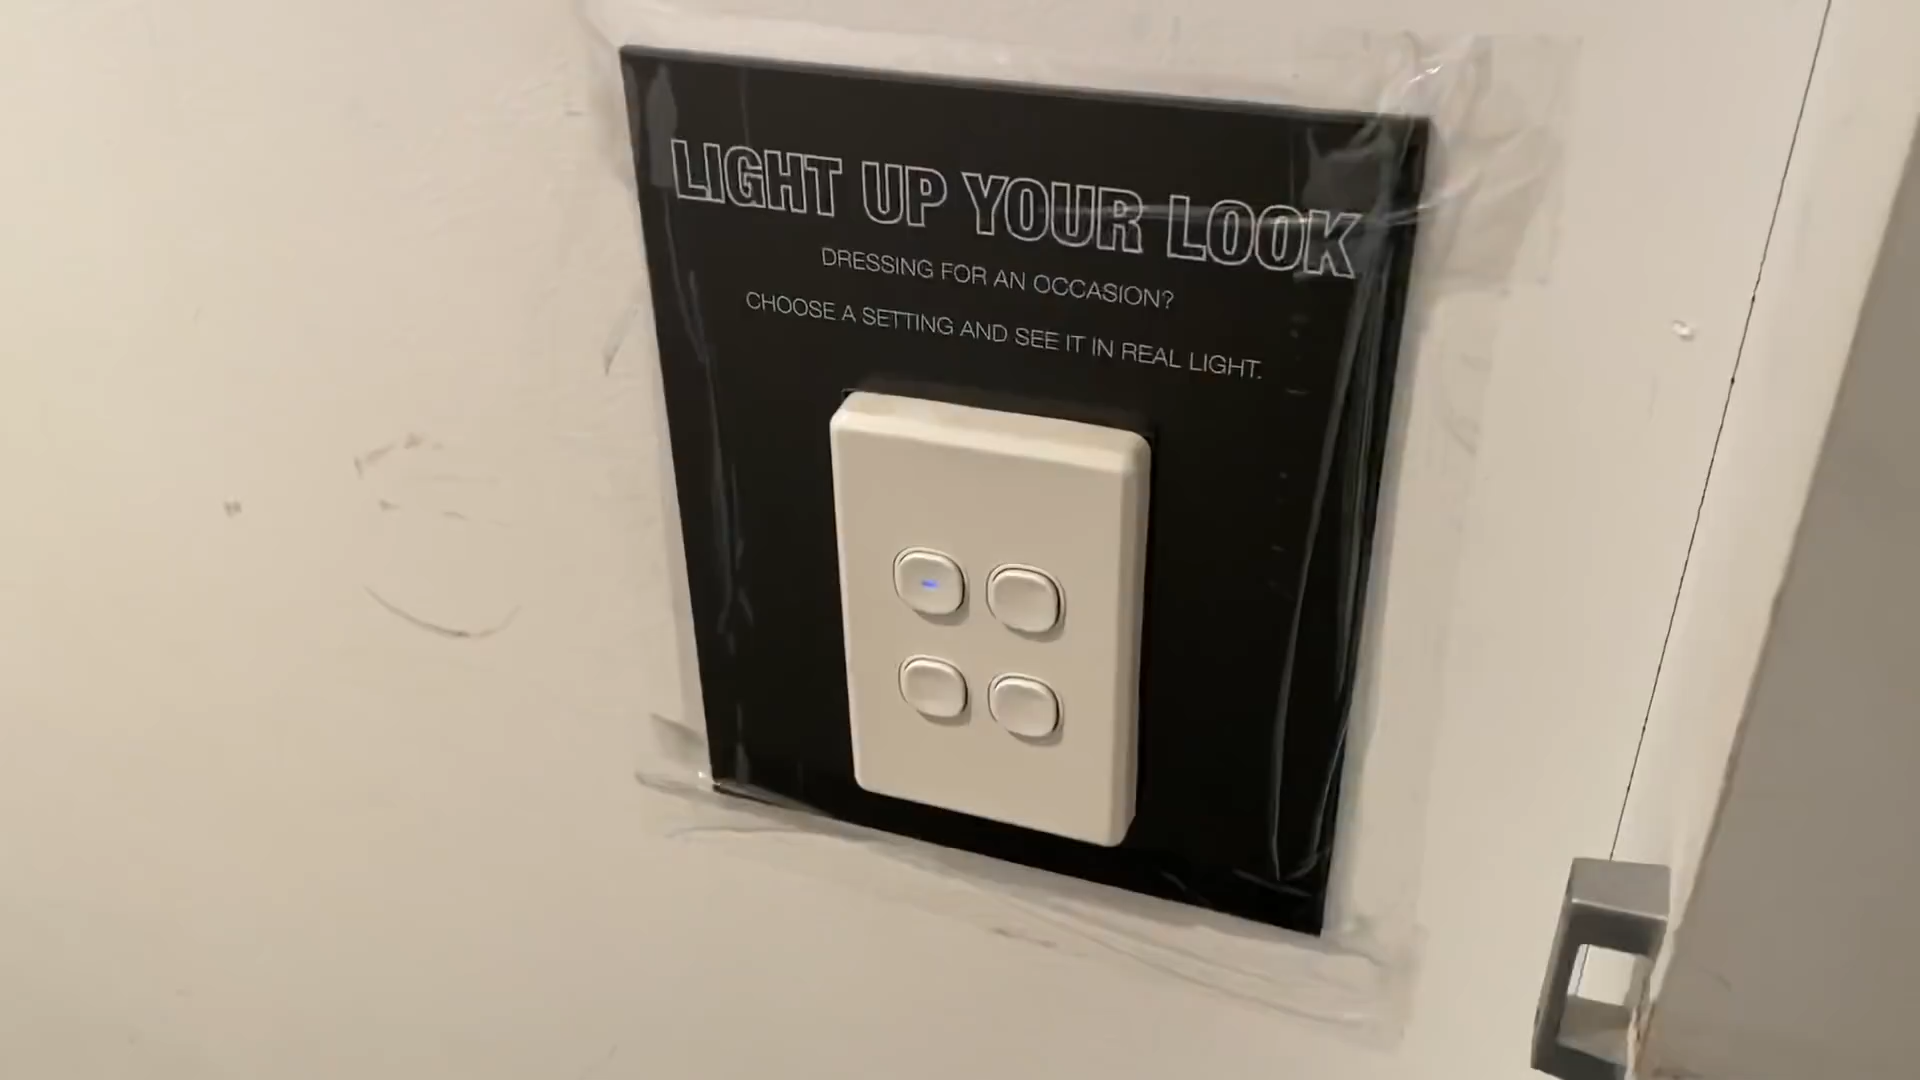 LIGHT UP YOUR LOOK
DRESSING FOR AN OCCASION?
CHOOSE A SETTING AND SEE IT IN REAL LIGHT.